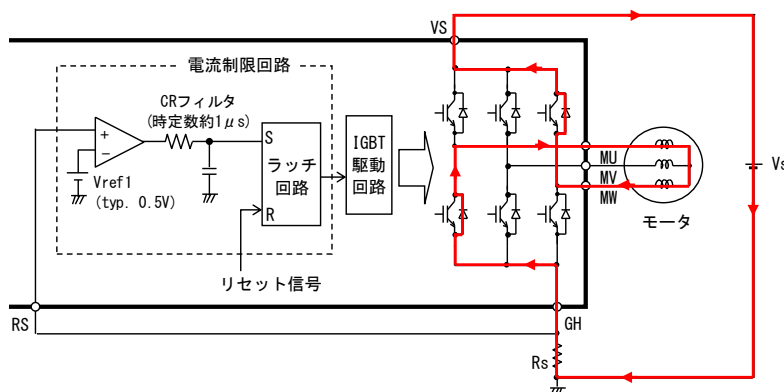 VS
電流制限回路
CRフィルタ
(時定数約1μs)
+
−
Vref1
(typ. 0.5V)
S
ラッチ
回路
R
IGBT
駆動
回路
リセット信号
MU
MV
MW
モータ
Vs
RS
GH
Rs